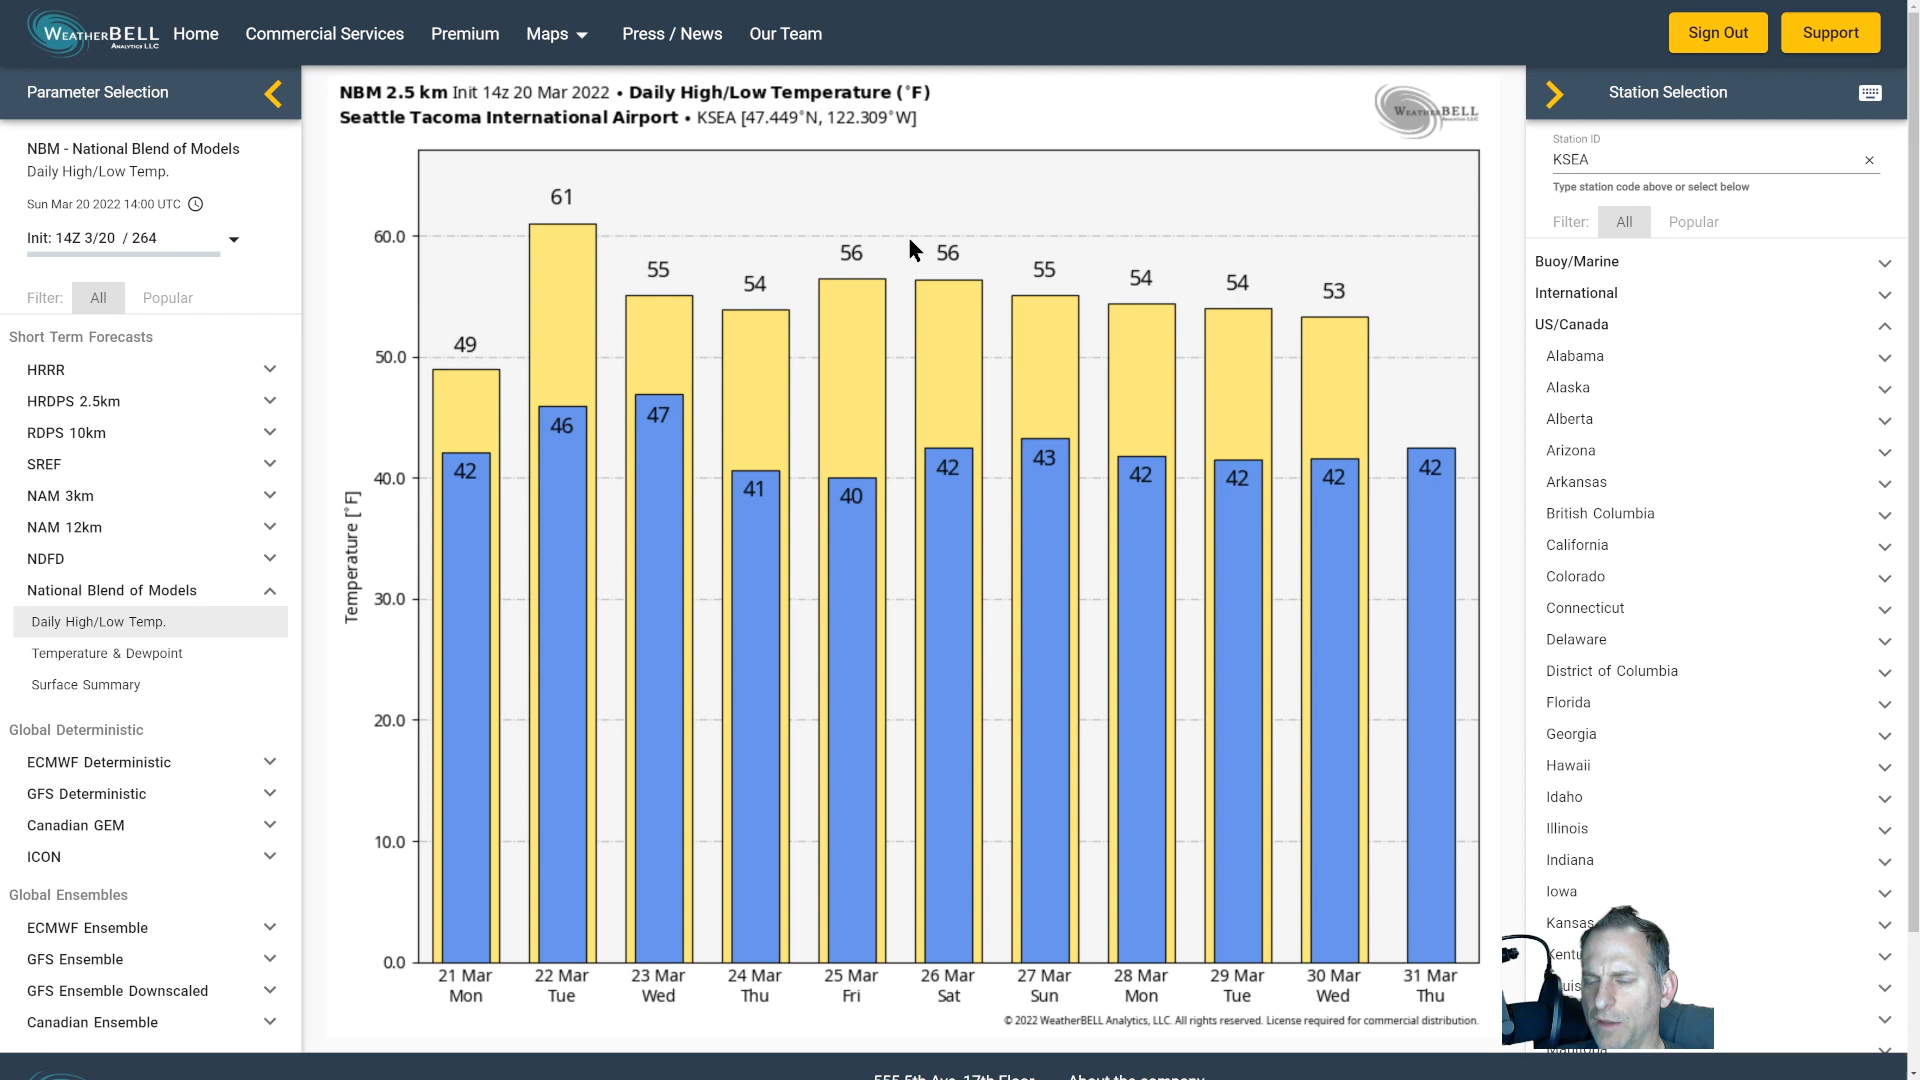 WEATHERBELL
ANALYTICS LLC
Home
Commercial Services
Premium
Maps
Press / News
Our Team
Sign Out
Support
Parameter Selection
NBM - National Blend of Models
Daily High/Low Temp.
Sun Mar 20 2022 14:00 UTC
Init: 14Z 3/20 / 264
Filter: All Popular
Short Term Forecasts
HRRR
HRDPS 2.5km
RDPS 10km
SREF
NAM 3km
NAM 12km
NDFD
National Blend of Models
Daily High/Low Temp.
Temperature & Dewpoint
Surface Summary
Global Deterministic
ECMWF Deterministic
GFS Deterministic
Canadian GEM
ICON
Global Ensembles
ECMWF Ensemble
GFS Ensemble
GFS Ensemble Downscaled
Canadian Ensemble
NBM 2.5 km Init 14z 20 Mar 2022 • Daily High/Low Temperature (°F)
Seattle Tacoma International Airport • KSEA [47.449°N, 122.309°W]
WEATHERBELL
Temperature [°F]
60.0
50.0
40.0
30.0
20.0
10.0
0.0
49 61 55 54 56 56 55 54 54 53
42 46 47 41 40 42 43 42 42 42 42
21 Mar 22 Mar 23 Mar 24 Mar 25 Mar 26 Mar 27 Mar 28 Mar 29 Mar 30 Mar 31 Mar
Mon Tue Wed Thu Fri Sat Sun Mon Tue Wed Thu
© 2022 WeatherBELL Analytics, LLC. All rights reserved. License required for commercial distribution.
Station Selection
Station ID
KSEA
Type station code above or select below
Filter: All Popular
Buoy/Marine
International
US/Canada
Alabama
Alaska
Alberta
Arizona
Arkansas
British Columbia
California
Colorado
Connecticut
Delaware
District of Columbia
Florida
Georgia
Hawaii
Idaho
Illinois
Indiana
Iowa
Kansas
555 5th Ave, 17th Floor
About the company